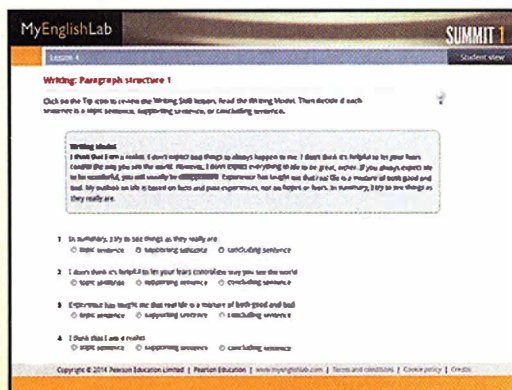 MyEnglishLab
SUMMIT 1
Lesson 4
Student view
Writing: Paragraph structure 1
Click on the Tip icon to review the Writing Skill lesson. Read the Writing Model. Then decide if each
sentence is a topic sentence, supporting sentence, or concluding sentence.
Writing Model
I think that I am a realist. I don't expect bad things to always happen to me. I don't think it's helpful to let your fears
control the way you see the world. However, I don't expect everything in life to be great, either. If you always expect life
to be wonderful, you will usually be Experience has taught me that real life is a mixture of both good and
bad. My outlook on life is based on facts and past experiences, not on hopes or fears. In summary, I try to see things as
they really are.
1 In summary, I try to see things as they really are
topic sentence supporting sentence concluding sentence
2 I don't think it's helpful to let your fears control the way you see the world
topic sentence supporting sentence concluding sentence
3 Experience has taught me that real life is a mixture of both good and bad
topic sentence supporting sentence concluding sentence
4 I think that I am a realist
topic sentence supporting sentence concluding sentence
Copyright © 2014 Pearson Education Limited | Pearson Education | www.myenglishlab.com | Terms and conditions | Cookie policy | Credits